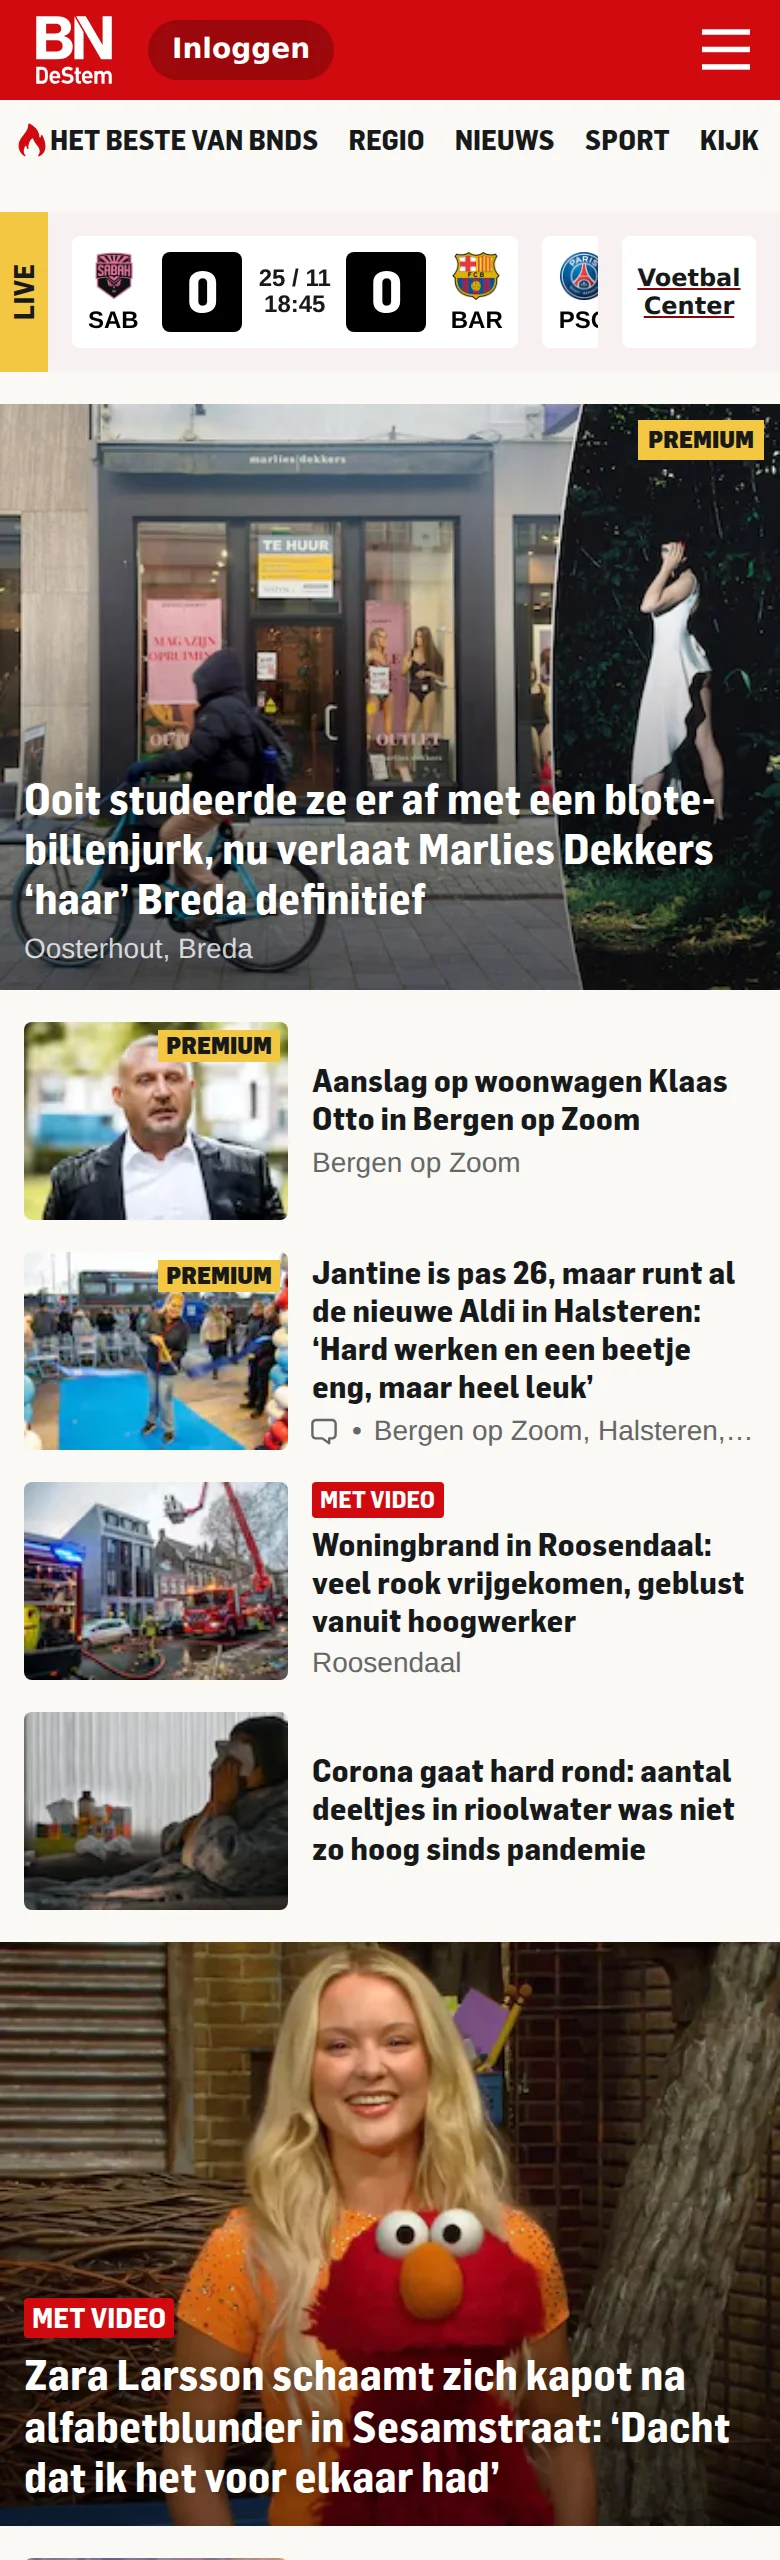 BN
DeStem
Inloggen
HET BESTE VAN BNDS
REGIO
NIEUWS
SPORT
KIJK
LIVE
SABAH
SAB
0
25 / 11
18:45
0
FCB
BAR
PARIS
PSG
Voetbal
Center
PREMIUM
marlies|dekkers
TE HUUR
MAGAZIJN
OUTLET
Ooit studeerde ze er af met een blote-
billenjurk, nu verlaat Marlies Dekkers
‘haar’ Breda definitief
Oosterhout, Breda
PREMIUM
Aanslag op woonwagen Klaas
Otto in Bergen op Zoom
Bergen op Zoom
PREMIUM
Jantine is pas 26, maar runt al
de nieuwe Aldi in Halsteren:
‘Hard werken en een beetje
eng, maar heel leuk’
• Bergen op Zoom, Halsteren,…
MET VIDEO
Woningbrand in Roosendaal:
veel rook vrijgekomen, geblust
vanuit hoogwerker
Roosendaal
Corona gaat hard rond: aantal
deeltjes in rioolwater was niet
zo hoog sinds pandemie
MET VIDEO
Zara Larsson schaamt zich kapot na
alfabetblunder in Sesamstraat: ‘Dacht
dat ik het voor elkaar had’